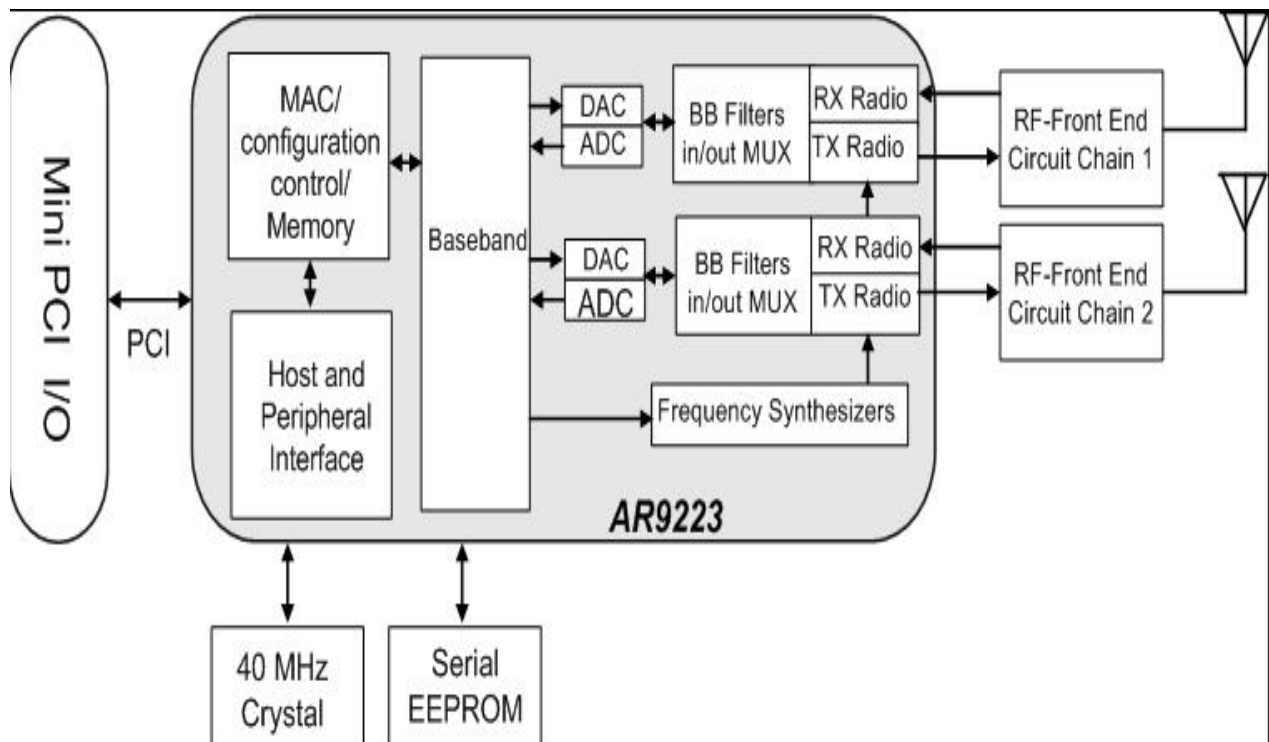 Mini PCI I/O
PCI
MAC/
configuration
control/
Memory
Host and
Peripheral
Interface
Baseband
DAC
ADC
BB Filters
in/out MUX
RX Radio
TX Radio
RF-Front End
Circuit Chain 1
DAC
ADC
BB Filters
in/out MUX
RX Radio
TX Radio
RF-Front End
Circuit Chain 2
Frequency Synthesizers
AR9223
40 MHz
Crystal
Serial
EEPROM